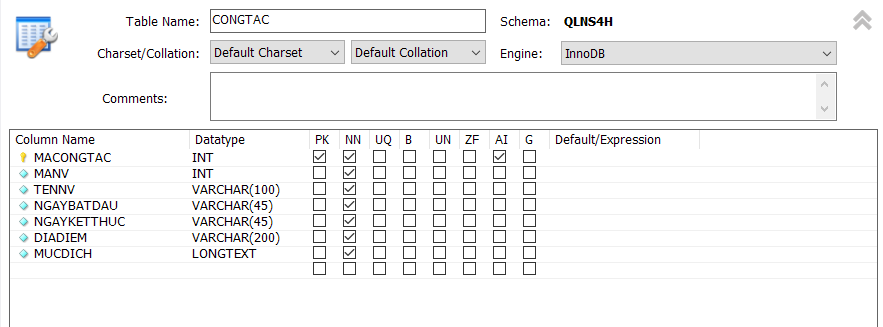 Table Name: CONGTAC Schema: QLNS4H
Charset/Collation: Default Charset Default Collation Engine: InnoDB
Comments:
Column Name Datatype PK NN UQ B UN ZF AI G Default/Expression
MACONGTAC INT
MANV INT
TENNV VARCHAR(100)
NGAYBATDAU VARCHAR(45)
NGAYKETTHUC VARCHAR(45)
DIADIEM VARCHAR(200)
MUCDICH LONGTEXT